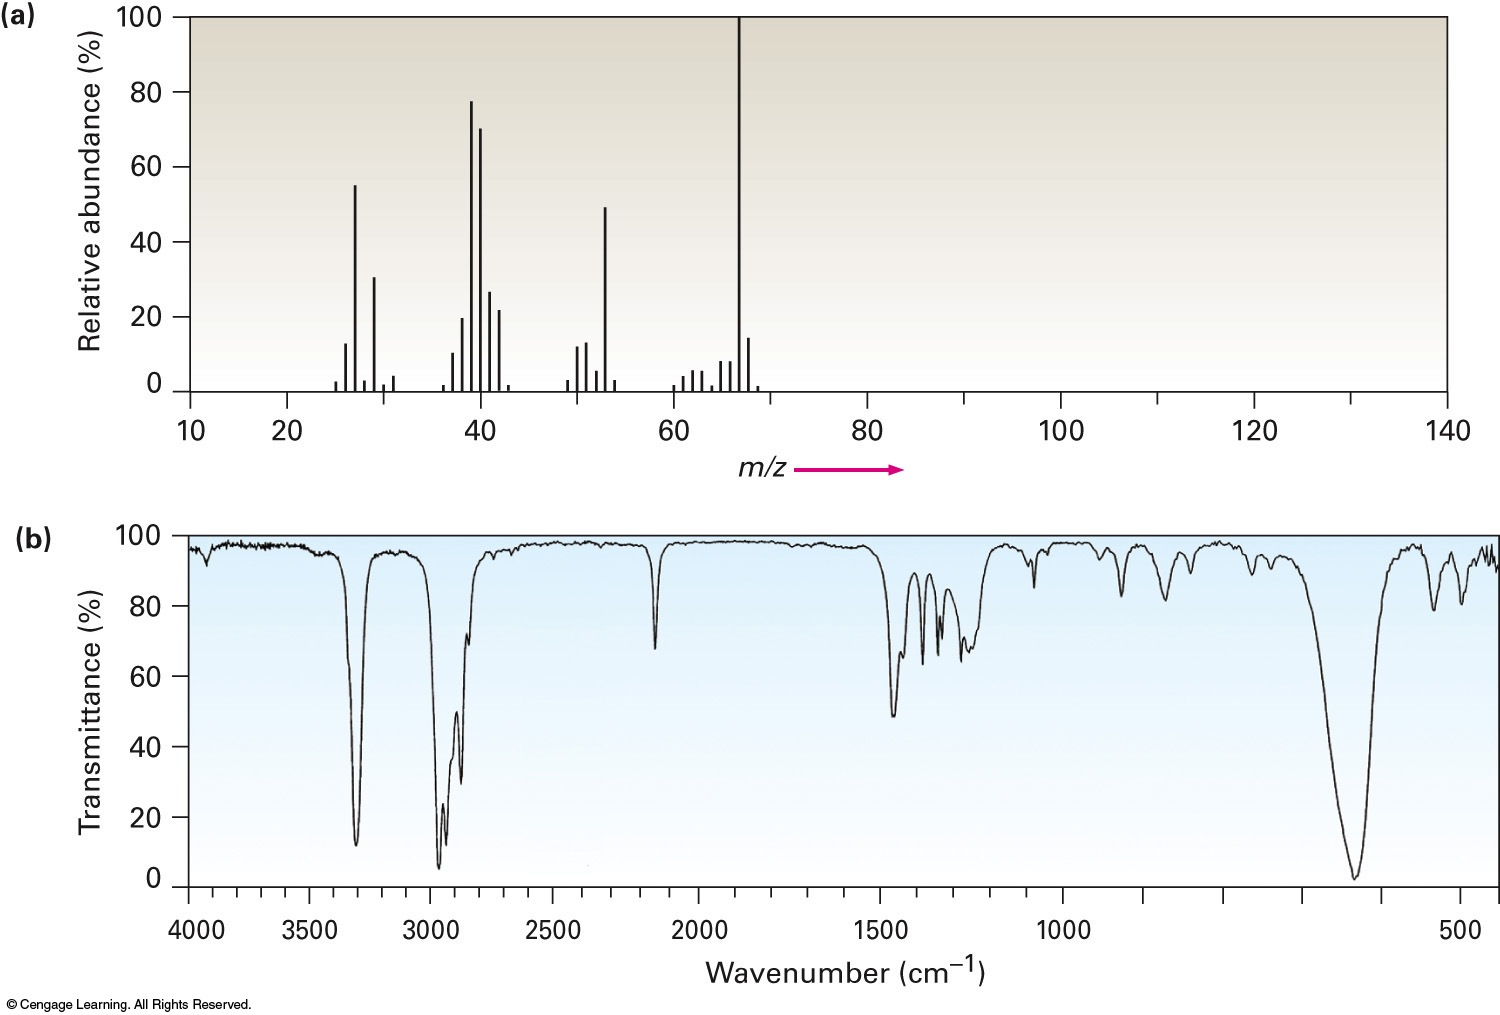 (a)
Relative abundance (%)
100
80
60
40
20
0
10 20 40 60 80 100 120 140
m/z
(b)
Transmittance (%)
100
80
60
40
20
0
4000 3500 3000 2500 2000 1500 1000 500
Wavenumber (cm⁻¹)
© Cengage Learning. All Rights Reserved.